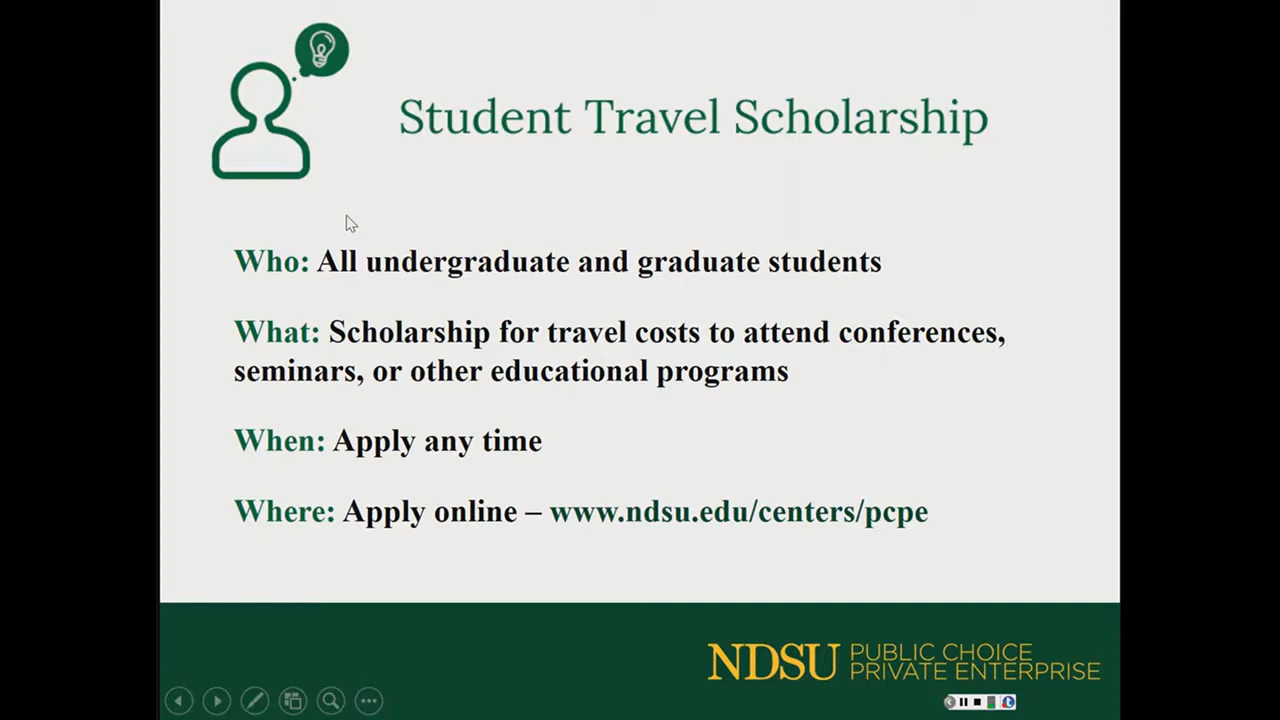 Student Travel Scholarship
Who: All undergraduate and graduate students
What: Scholarship for travel costs to attend conferences,
seminars, or other educational programs
When: Apply any time
Where: Apply online – www.ndsu.edu/centers/pcpe
NDSU PUBLIC CHOICE
PRIVATE ENTERPRISE